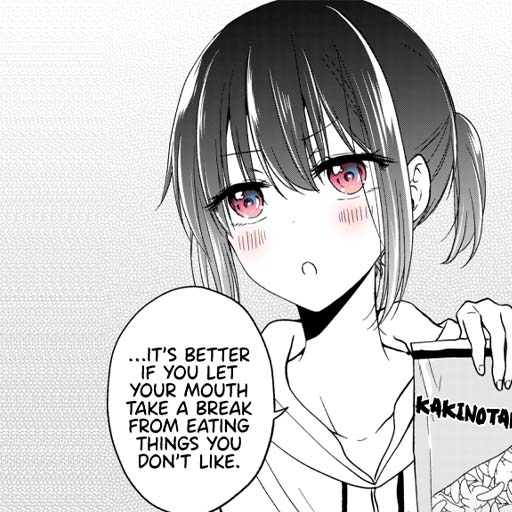 ...IT'S BETTER
IF YOU LET
YOUR MOUTH
TAKE A BREAK
FROM EATING
THINGS YOU
DON'T LIKE.
KAKINOTA